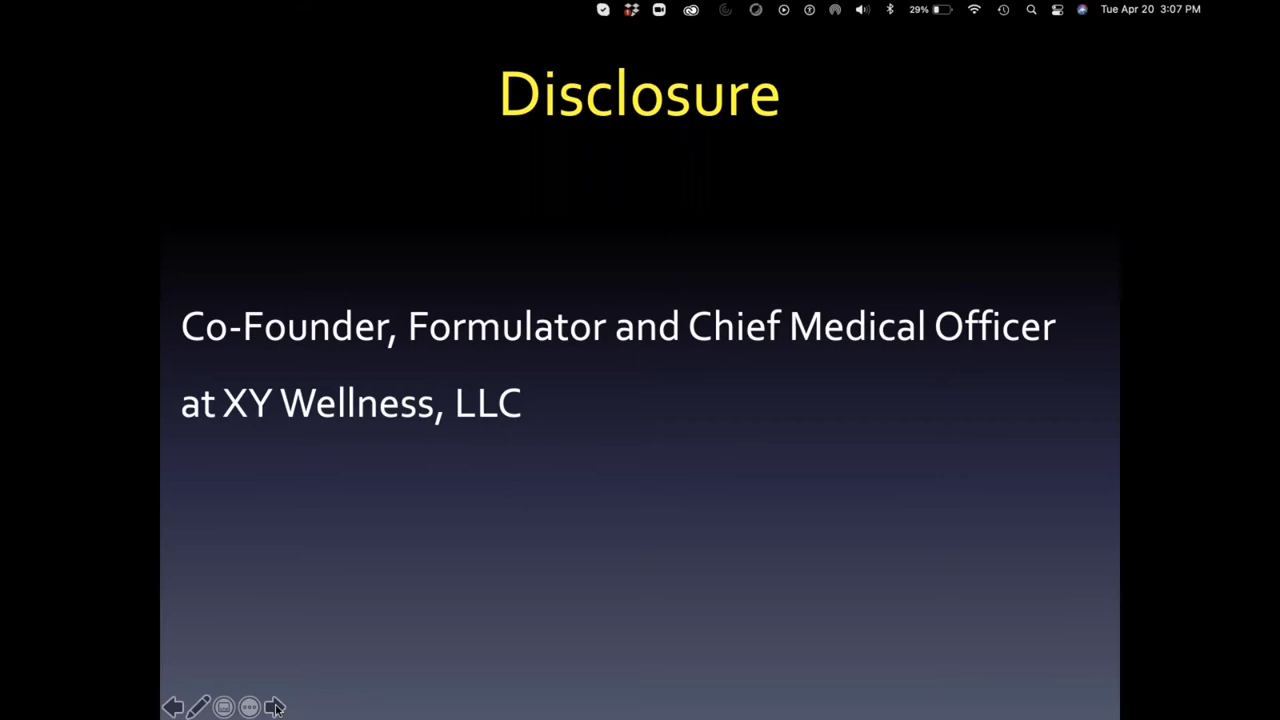 29% Tue Apr 20 3:07 PM
Disclosure
Co-Founder, Formulator and Chief Medical Officer
at XY Wellness, LLC